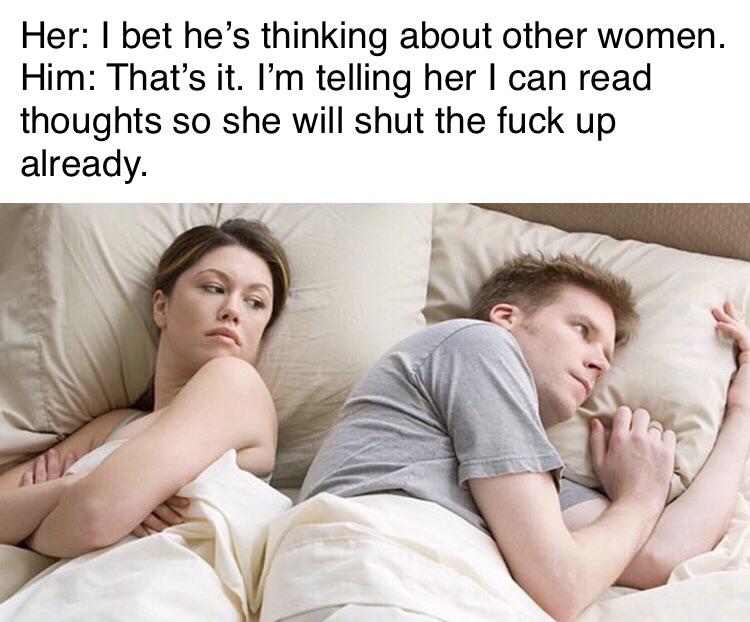 Her: I bet he’s thinking about other women.
Him: That’s it. I’m telling her I can read
thoughts so she will shut the fuck up
already.